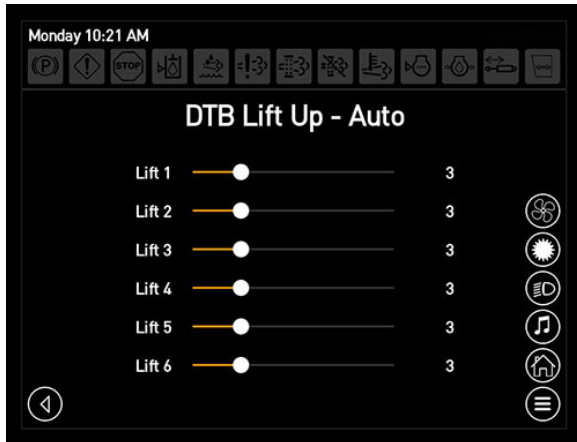 Monday 10:21 AM
(P) STOP
DTB Lift Up - Auto
Lift 1 3
Lift 2 3
Lift 3 3
Lift 4 3
Lift 5 3
Lift 6 3